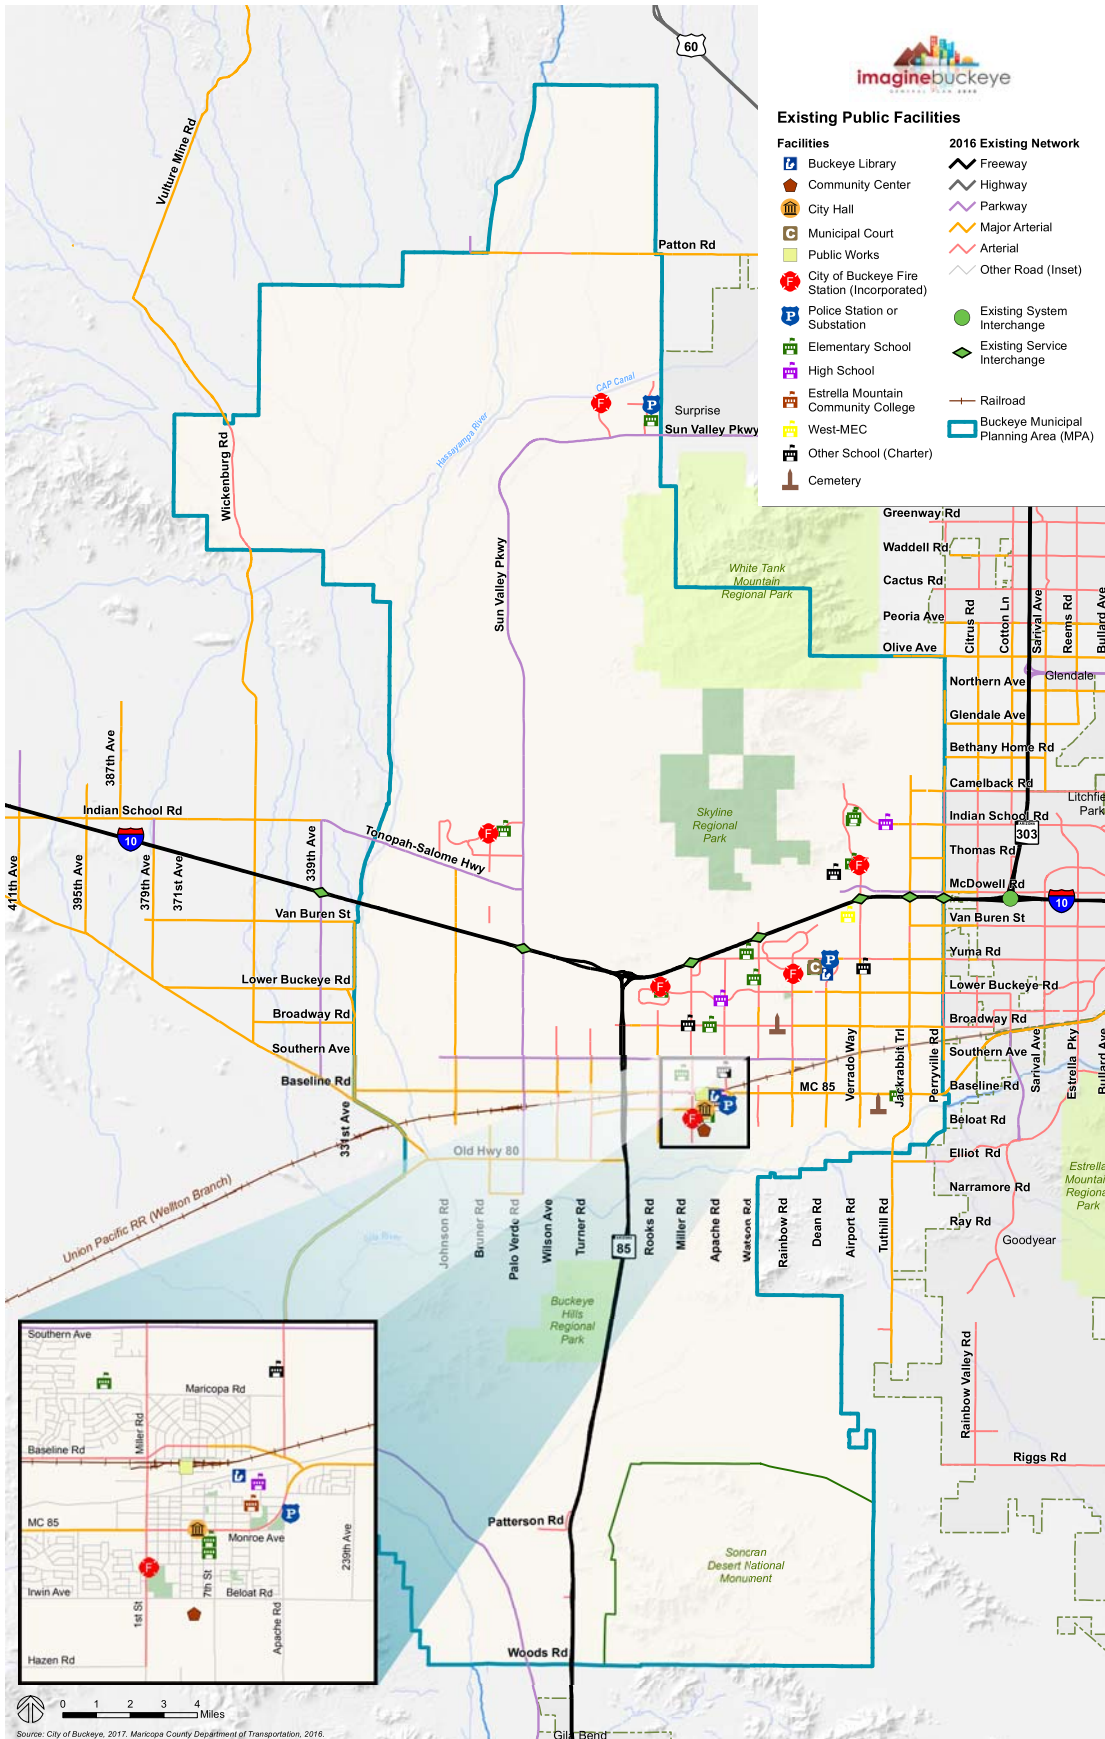 60
imaginebuckeye
GENERAL PLAN 2040
Existing Public Facilities
Facilities
Buckeye Library
Community Center
City Hall
Municipal Court
Public Works
City of Buckeye Fire
Station (Incorporated)
Police Station or
Substation
Elementary School
High School
Estrella Mountain
Community College
West-MEC
Other School (Charter)
Cemetery
2016 Existing Network
Freeway
Highway
Parkway
Major Arterial
Arterial
Other Road (Inset)
Existing System
Interchange
Existing Service
Interchange
Railroad
Buckeye Municipal
Planning Area (MPA)
Vulture Mine Rd
Patton Rd
CAP Canal
Surprise
Sun Valley Pkwy
Hassayampa River
Wickenburg Rd
Sun Valley Pkwy
White Tank
Mountain
Regional Park
Greenway Rd
Waddell Rd
Cactus Rd
Peoria Ave
Olive Ave
Citrus Rd
Cotton Ln
Sarival Ave
Reems Rd
Bullard Ave
Northern Ave
Glendale
Glendale Ave
Bethany Home Rd
Camelback Rd
Litchfie
Park
Indian School Rd
303
Thomas Rd
McDowell Rd
10
Van Buren St
Yuma Rd
Lower Buckeye Rd
Broadway Rd
Southern Ave
Baseline Rd
Beloat Rd
Elliot Rd
Narramore Rd
Ray Rd
Goodyear
Sarival Ave
Estrella Pky
Bullard Ave
Estrella
Mountain
Regional
Park
387th Ave
Indian School Rd
10
411th Ave
395th Ave
379th Ave
371st Ave
339th Ave
Tonopah-Salome Hwy
Skyline
Regional
Park
Van Buren St
Lower Buckeye Rd
Broadway Rd
Southern Ave
Baseline Rd
331st Ave
MC 85
Verrado Way
Jackrabbit Trl
Perryville Rd
Old Hwy 80
Union Pacific RR (Wellton Branch)
Gila River
Johnson Rd
Bruner Rd
Palo Verde Rd
Wilson Ave
Turner Rd
85
Rooks Rd
Miller Rd
Apache Rd
Watson Rd
Rainbow Rd
Dean Rd
Airport Rd
Tuthill Rd
Buckeye
Hills
Regional
Park
Rainbow Valley Rd
Riggs Rd
Southern Ave
Maricopa Rd
Miller Rd
Baseline Rd
MC 85
Monroe Ave
239th Ave
Irwin Ave
7th St
Beloat Rd
1st St
Apache Rd
Hazen Rd
Patterson Rd
Soncran
Desert National
Monument
Woods Rd
Gila Bend
0 1 2 3 4
Miles
Source: City of Buckeye, 2017. Maricopa County Department of Transportation, 2016.